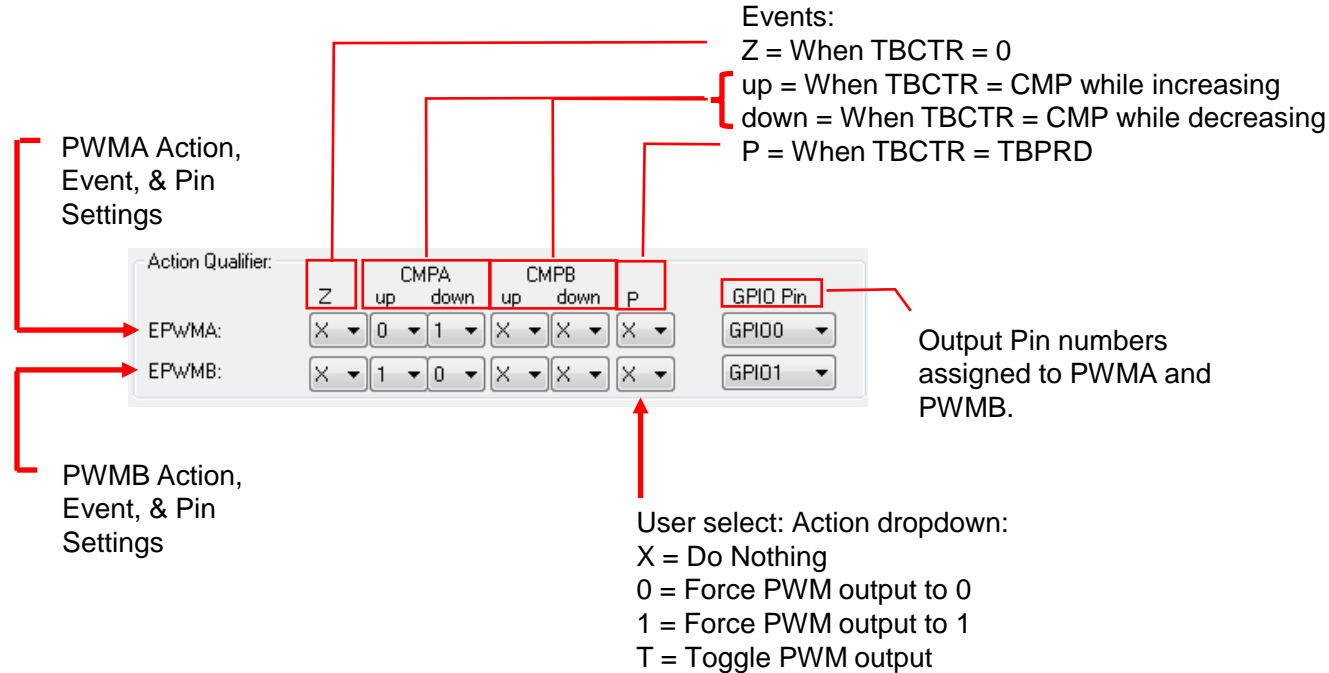 Events:
Z = When TBCTR = 0
up = When TBCTR = CMP while increasing
down = When TBCTR = CMP while decreasing
P = When TBCTR = TBPRD
PWMA Action,
Event, & Pin
Settings
Action Qualifier:
CMPA CMPB
Z up down up down P GPIO Pin
EPWMA: X 0 1 X X X GPIO0
EPWMB: X 1 0 X X X GPIO1
Output Pin numbers
assigned to PWMA and
PWMB.
PWMB Action,
Event, & Pin
Settings
User select: Action dropdown:
X = Do Nothing
0 = Force PWM output to 0
1 = Force PWM output to 1
T = Toggle PWM output